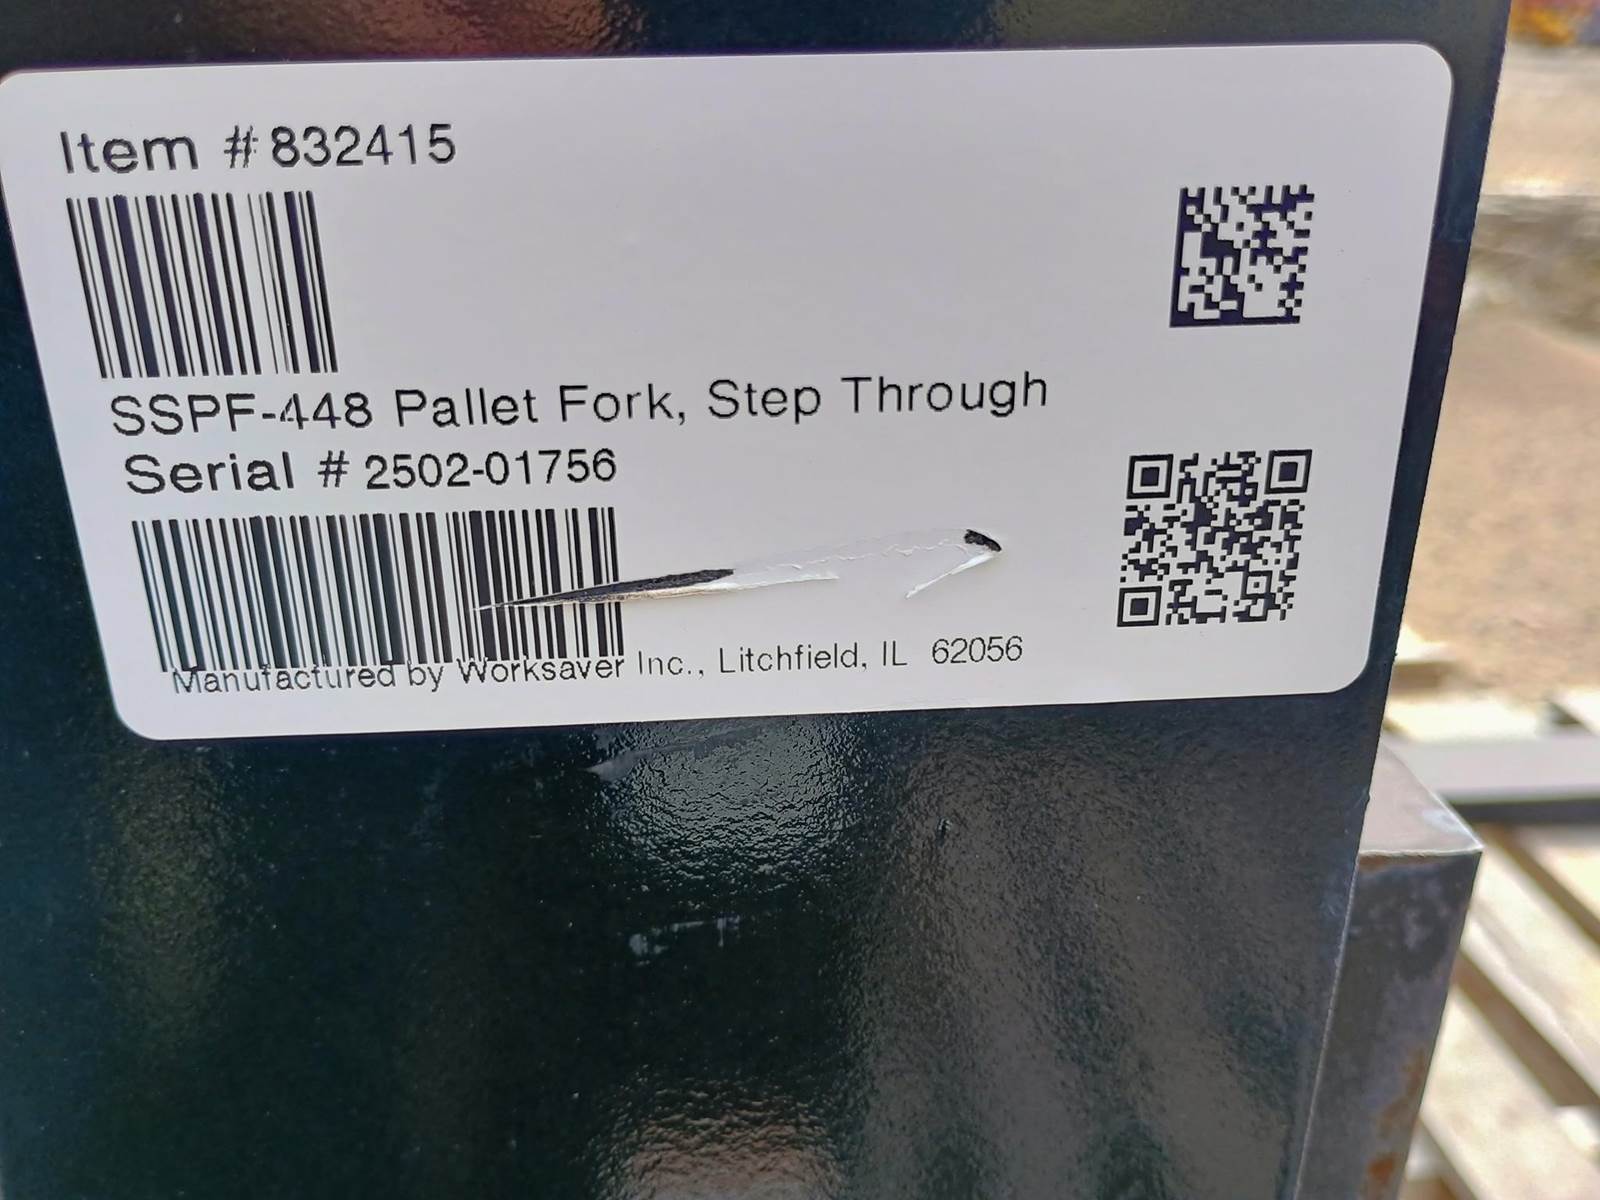 Item #832415
SSPF-448 Pallet Fork, Step Through
Serial # 2502-01756
Manufactured by Worksaver Inc., Litchfield, IL 62056